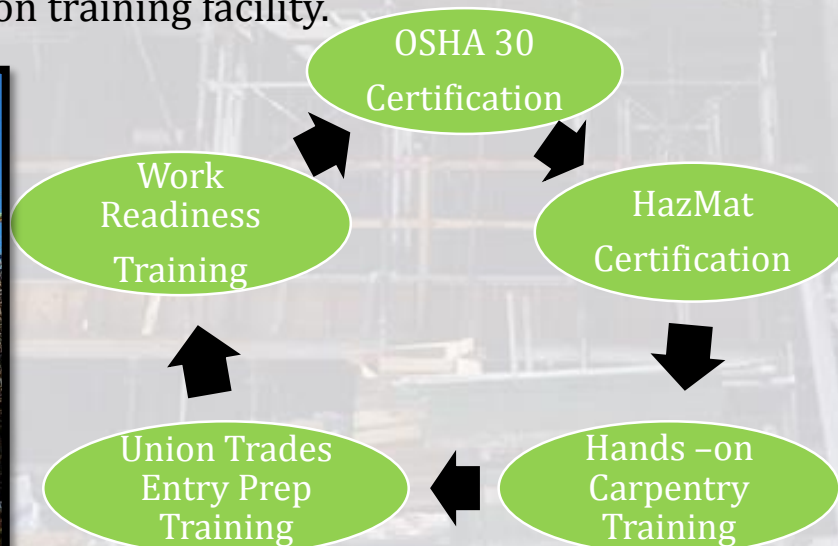 on training facility.
OSHA 30
Certification
HazMat
Certification
Hands –on
Carpentry
Training
Union Trades
Entry Prep
Training
Work
Readiness
Training